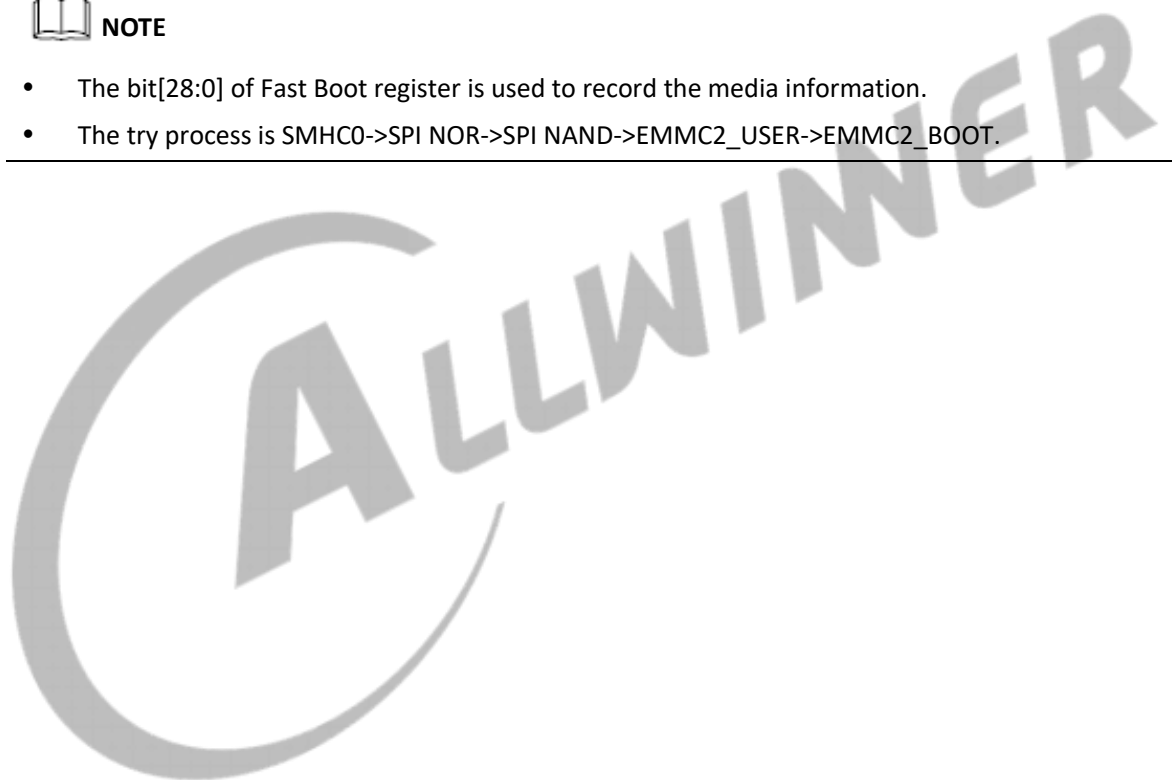 NOTE
• The bit[28:0] of Fast Boot register is used to record the media information.
• The try process is SMHC0->SPI NOR->SPI NAND->EMMC2_USER->EMMC2_BOOT.
ALLWINNER